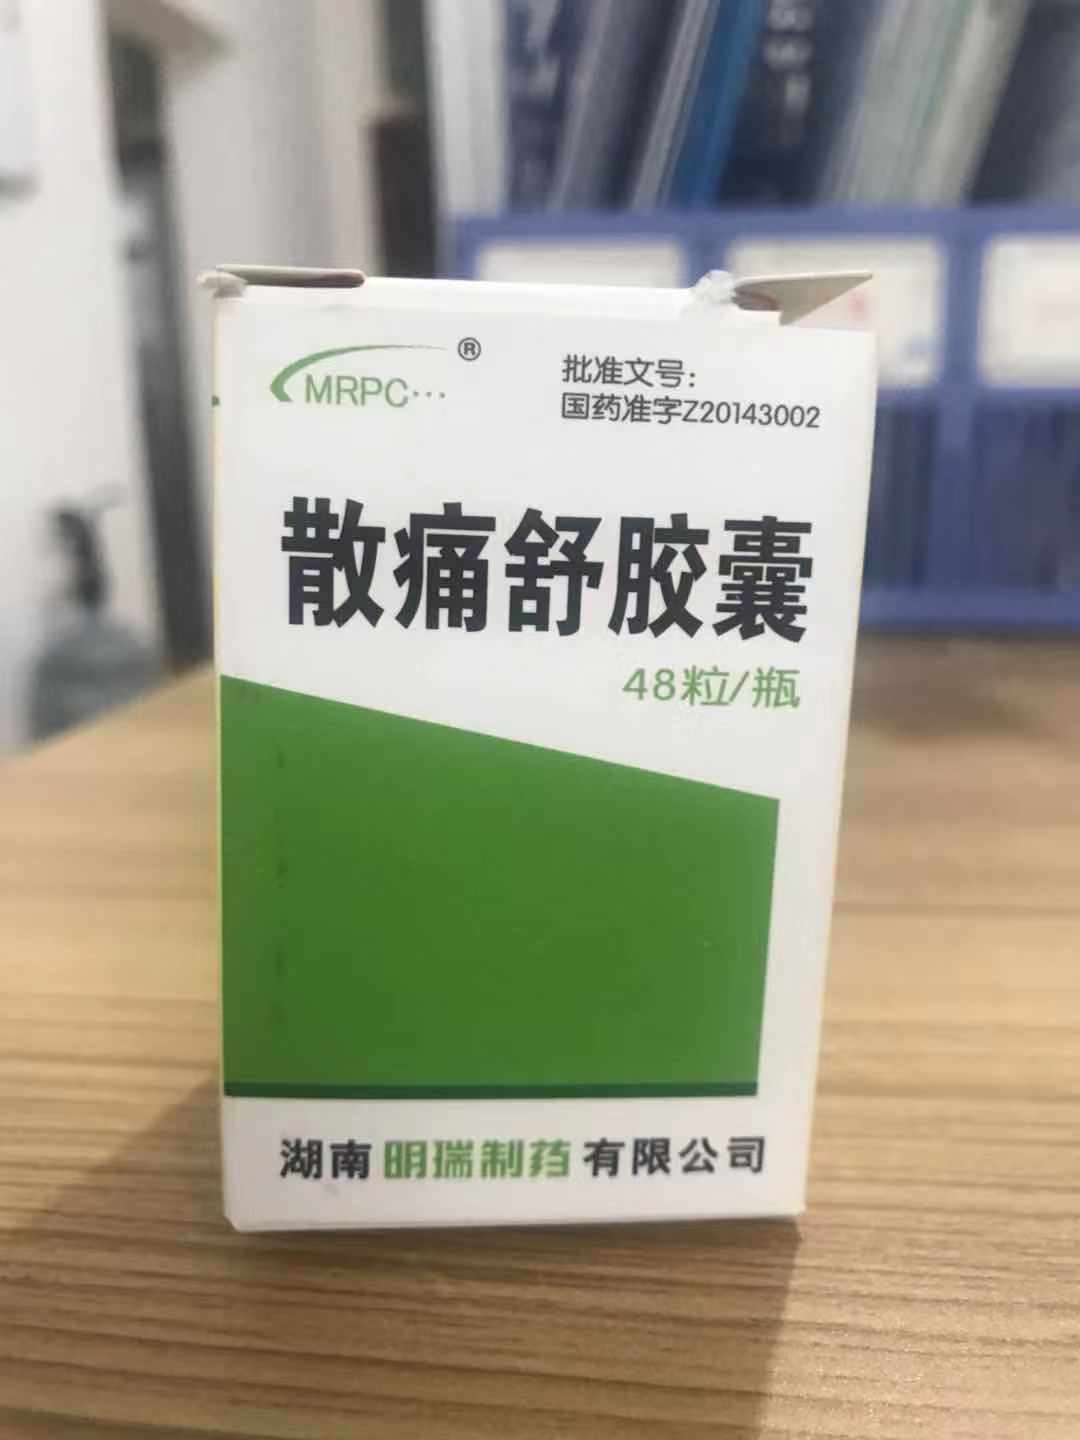 MRPC…®
批准文号：
国药准字Z20143002
散痛舒胶囊
48粒/瓶
湖南明瑞制药有限公司